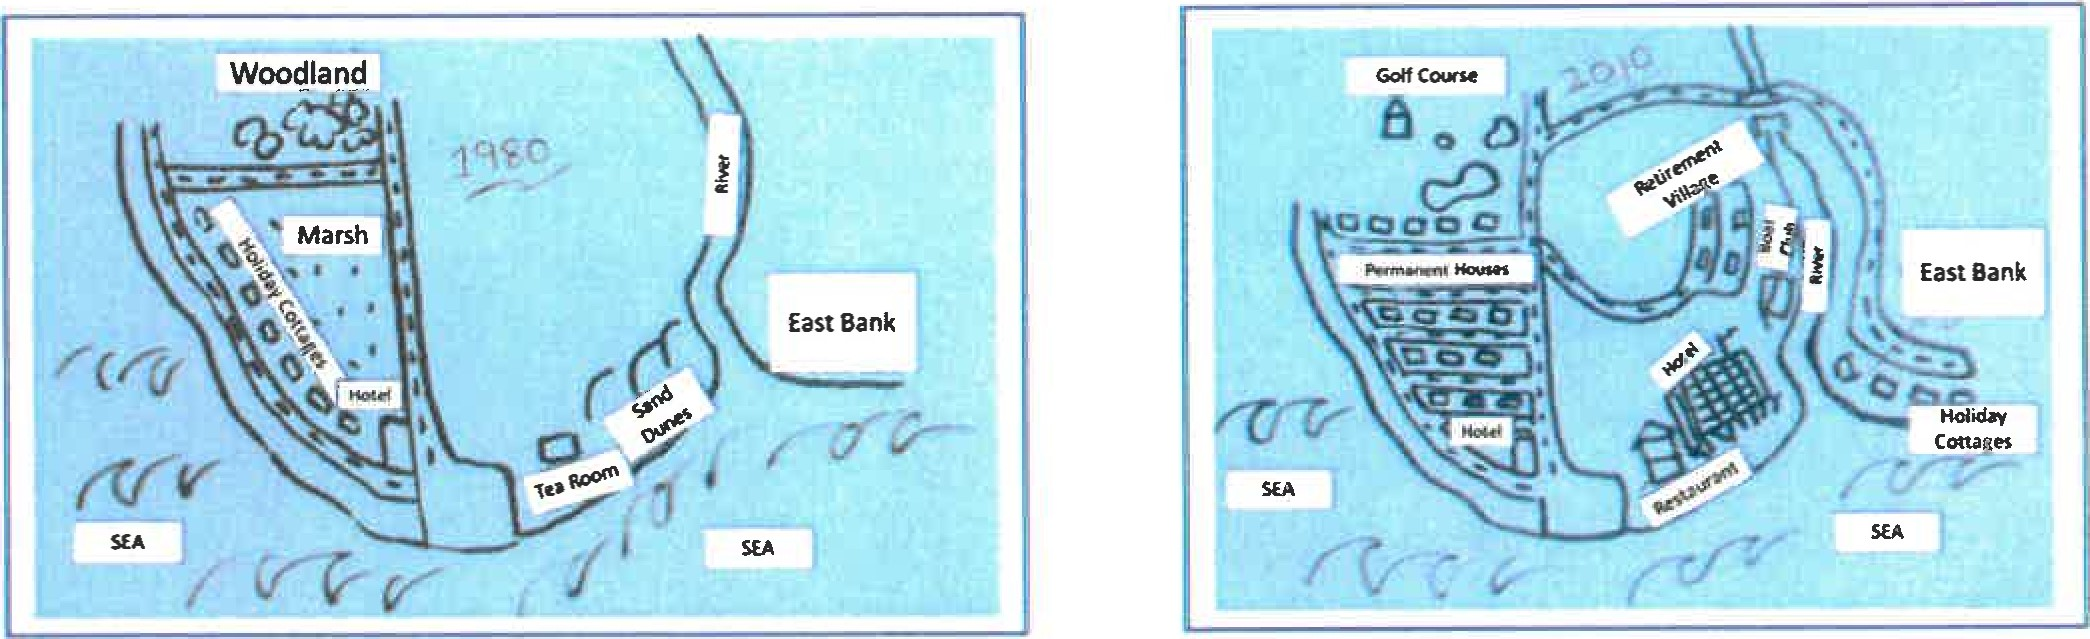 Woodland
1980
River
Marsh
Holiday Cottages
East Bank
Hotel
Sand
Dunes
Tea Room
SEA
SEA
Golf Course
2010
Retirement
Village
Boat
Club
River
East Bank
Permanent Houses
Hotel
Holiday
Cottages
Hotel
Restaurant
SEA
SEA